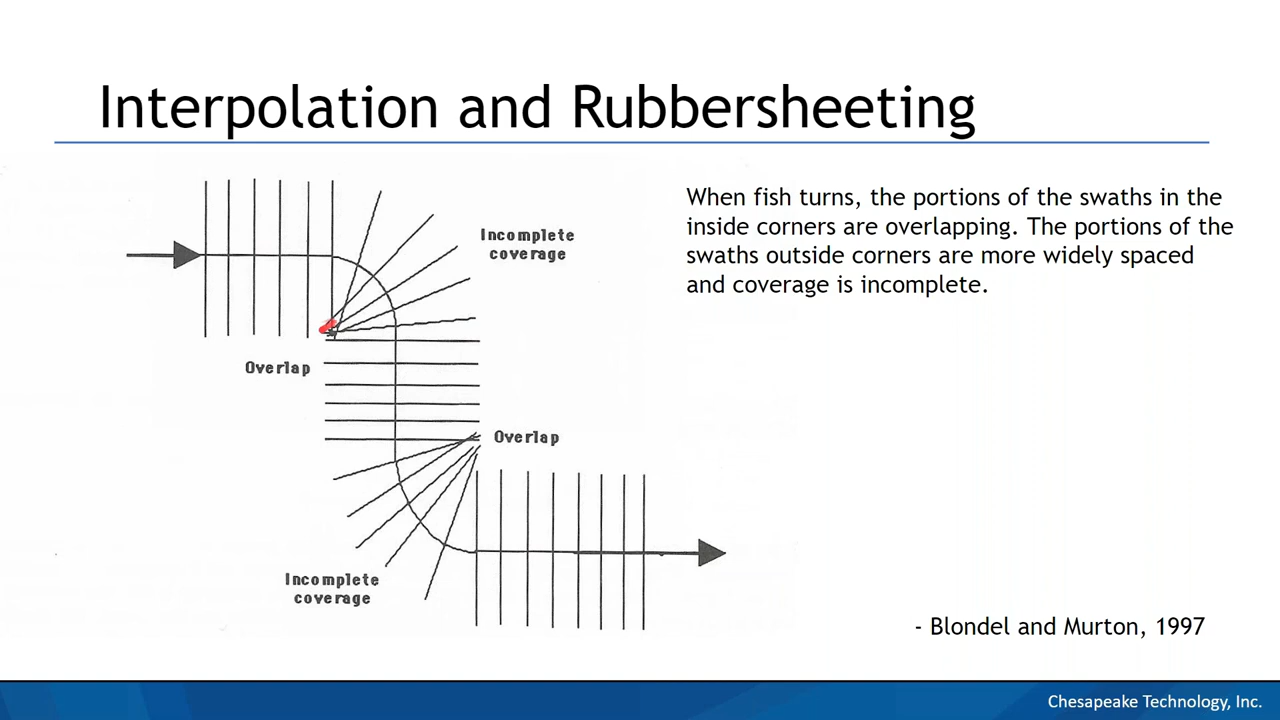 Interpolation and Rubbersheeting
Incomplete
coverage
Overlap
Overlap
Incomplete
coverage
When fish turns, the portions of the swaths in the
inside corners are overlapping. The portions of the
swaths outside corners are more widely spaced
and coverage is incomplete.
- Blondel and Murton, 1997
Chesapeake Technology, Inc.